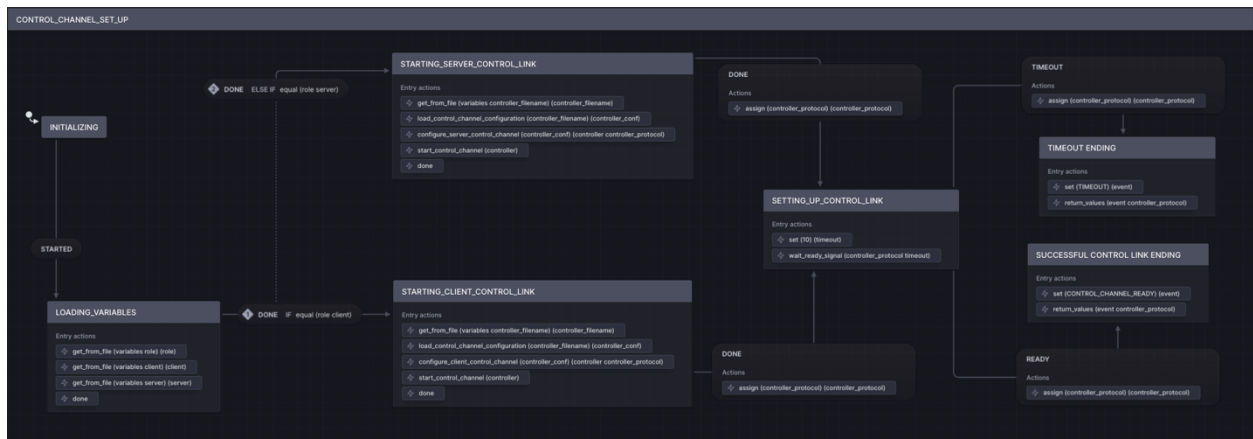 CONTROL_CHANNEL_SET_UP
INITIALIZING
STARTED
LOADING_VARIABLES
Entry actions
get_from_file (variables role) (role)
get_from_file (variables client) (client)
get_from_file (variables server) (server)
done
2 DONE ELSE IF equal (role server)
1 DONE IF equal (role client)
STARTING_SERVER_CONTROL_LINK
Entry actions
get_from_file (variables controller_filename) (controller_filename)
load_control_channel_configuration (controller_filename) (controller_conf)
configure_server_control_channel (controller_conf) (controller controller_protocol)
start_control_channel (controller)
done
STARTING_CLIENT_CONTROL_LINK
Entry actions
get_from_file (variables controller_filename) (controller_filename)
load_control_channel_configuration (controller_filename) (controller_conf)
configure_client_control_channel (controller_conf) (controller controller_protocol)
start_control_channel (controller)
done
DONE
Actions
assign (controller_protocol) (controller_protocol)
SETTING_UP_CONTROL_LINK
Entry actions
set (10) (timeout)
wait_ready_signal (controller_protocol timeout)
DONE
Actions
assign (controller_protocol) (controller_protocol)
TIMEOUT
Actions
assign (controller_protocol) (controller_protocol)
TIMEOUT ENDING
Entry actions
set (TIMEOUT) (event)
return_values (event controller_protocol)
SUCCESSFUL CONTROL LINK ENDING
Entry actions
set (CONTROL_CHANNEL_READY) (event)
return_values (event controller_protocol)
READY
Actions
assign (controller_protocol) (controller_protocol)